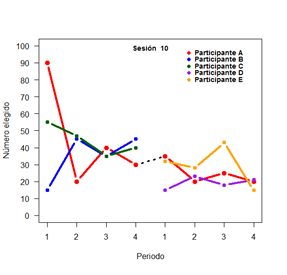 Sesión 10
Participante A
Participante B
Participante C
Participante D
Participante E
Número elegido
100
90
80
70
60
50
40
30
20
10
0
1 2 3 4 1 2 3 4
Periodo